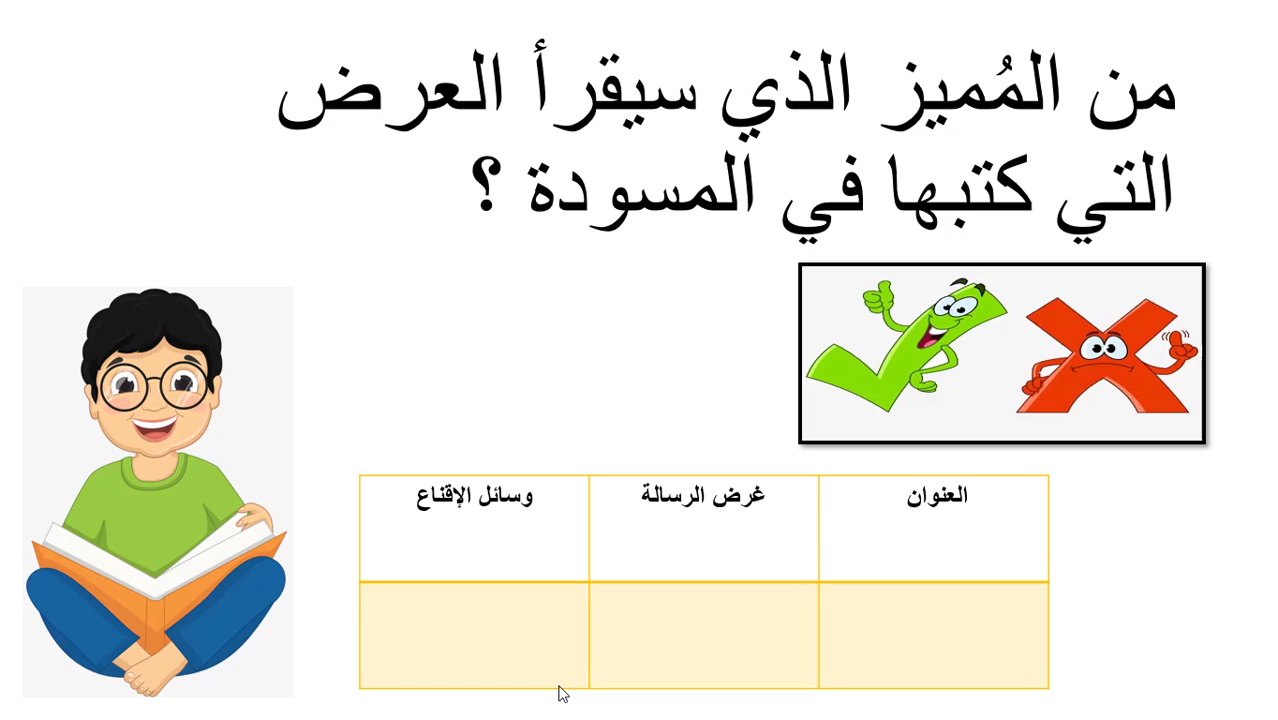 من المُميز الذي سيقرأ العرض
التي كتبها في المسودة ؟
العنوان
غرض الرسالة
وسائل الإقناع